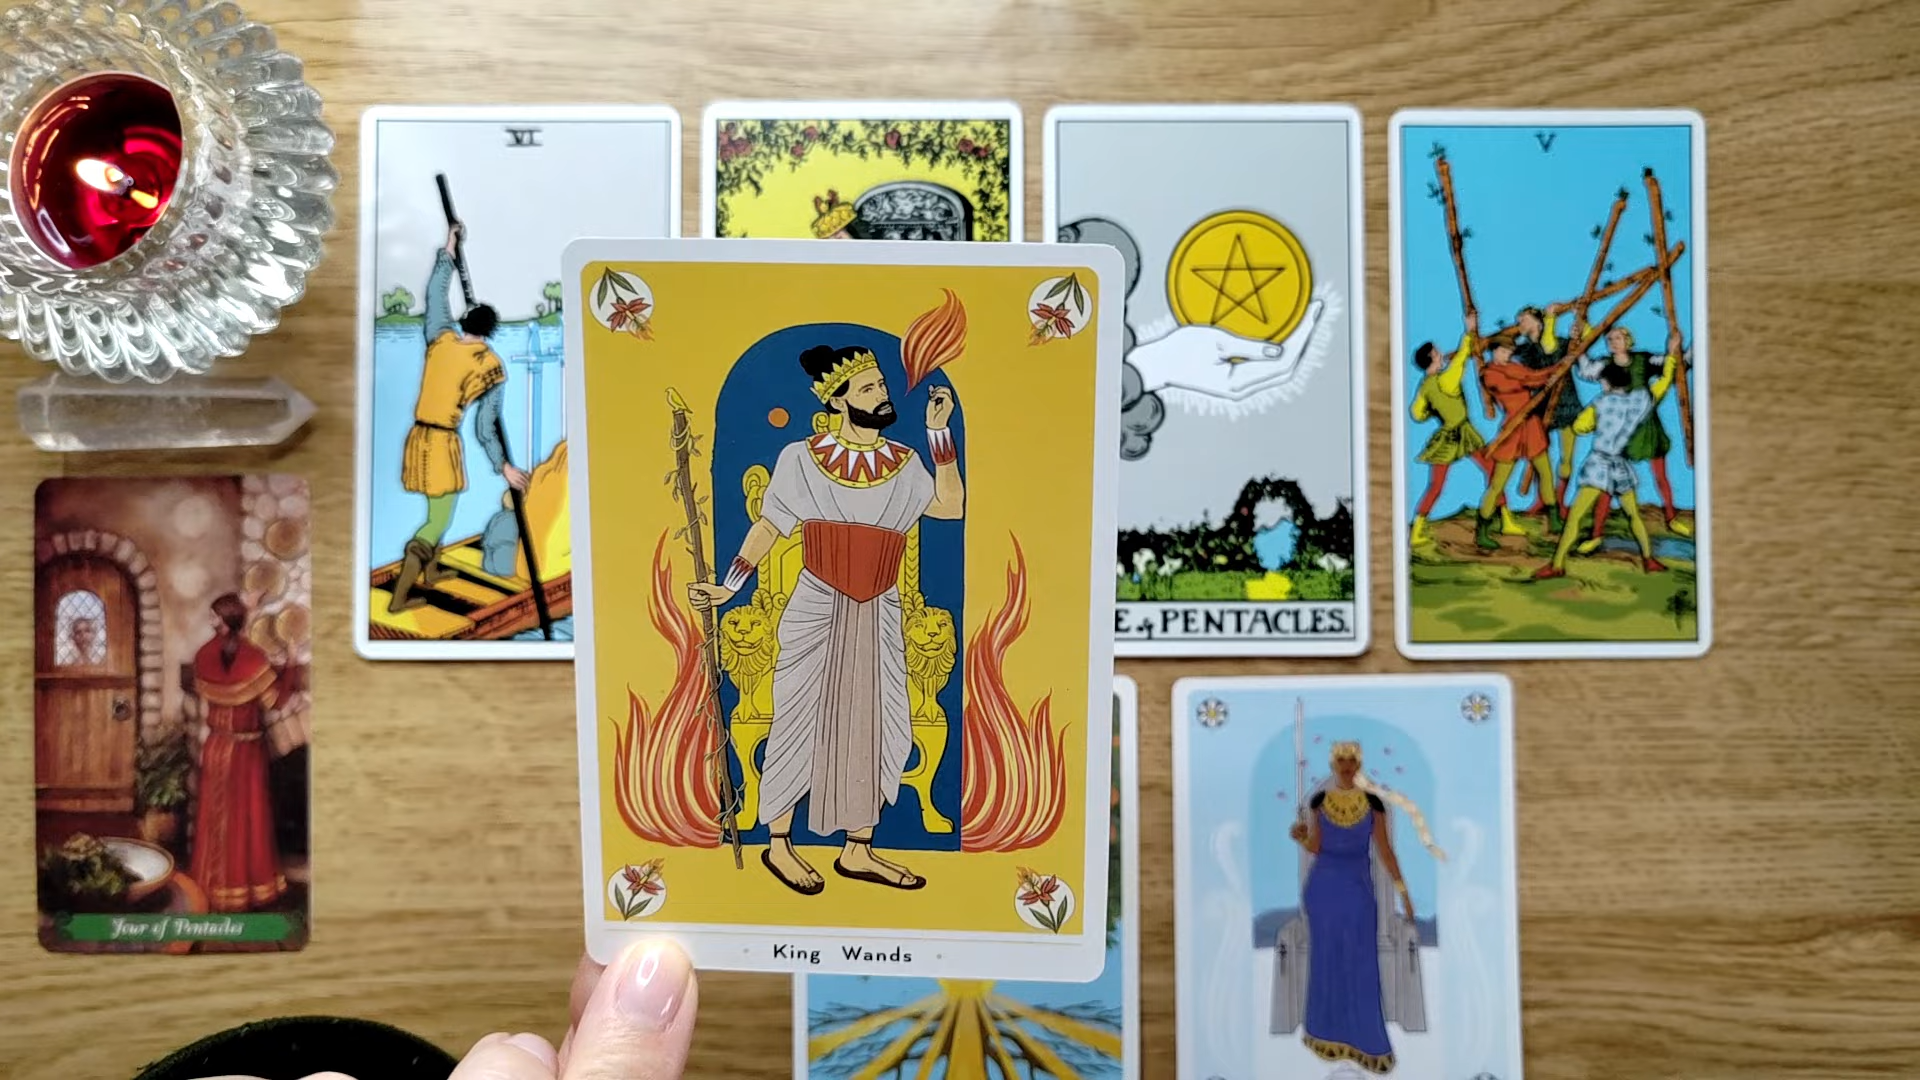 VI
V
E of PENTACLES.
Four of Pentacles
King Wands